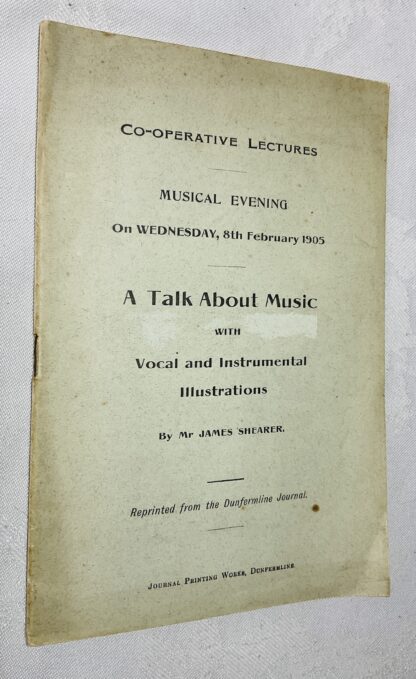 CO-OPERATIVE LECTURES
MUSICAL EVENING
On WEDNESDAY, 8th February 1905
A Talk About Music
WITH
Vocal and Instrumental
Illustrations
By Mr JAMES SHEARER.
Reprinted from the Dunfermline Journal.
JOURNAL PRINTING WORKS, DUNFERMLINE